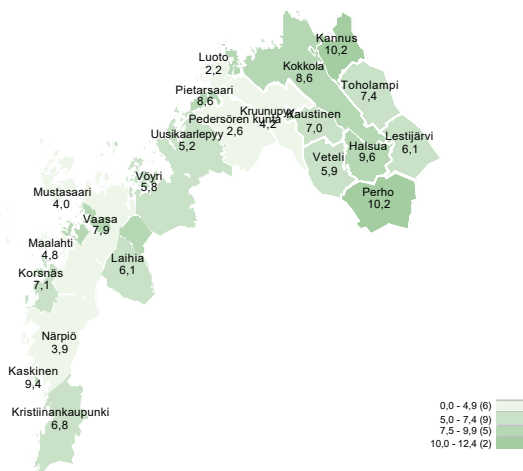 Kannus
10,2
Luoto
2,2
Kokkola
8,6
Toholampi
7,4
Pietarsaari
8,6
Kruunupyy
4,2
Kaustinen
7,0
Pedersören kunta
2,6
Uusikaarlepyy
5,2
Lestijärvi
6,1
Halsua
9,6
Veteli
5,9
Vöyri
5,8
Perho
10,2
Mustasaari
4,0
Vaasa
7,9
Maalahti
4,8
Laihia
6,1
Korsnäs
7,1
Närpiö
3,9
Kaskinen
9,4
Kristiinankaupunki
6,8
0,0 - 4,9 (6)
5,0 - 7,4 (9)
7,5 - 9,9 (5)
10,0 - 12,4 (2)